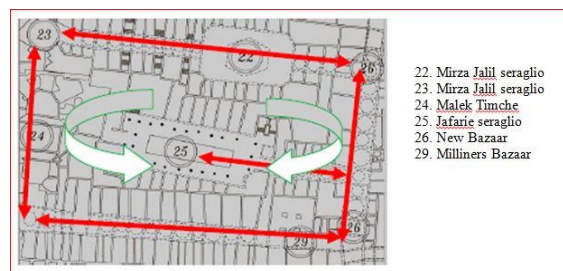 23
22
26
24
25
29
26
22. Mirza Jalil seraglio
23. Mirza Jalil seraglio
24. Malek Timche
25. Jafarie seraglio
26. New Bazaar
29. Milliners Bazaar